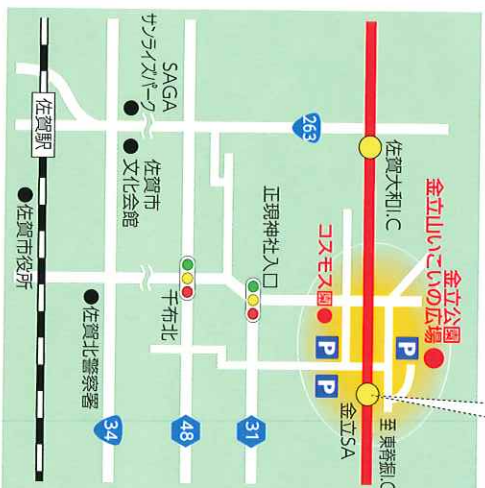 金立公園
金立山いこいの広場
コスモス園
P
P
P
佐賀大和I.C
金立SA
至 東脊振I.C
263
正現神社入口
31
千布北
48
SAGA
サンライズパーク
佐賀市
文化会館
佐賀北警察署
34
佐賀駅
佐賀市役所